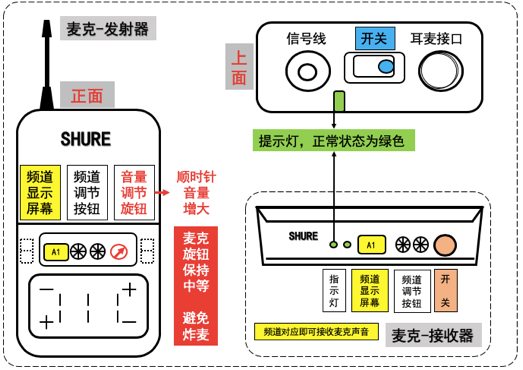 麦克-发射器
正面
SHURE
频道
显示
屏幕
频道
调节
按钮
音量
调节
旋钮
顺时针
音量
增大
A1
麦克
旋钮
保持
中等
避免
炸麦
上
面
信号线
开关
耳麦接口
提示灯，正常状态为绿色
SHURE
A1
指
示
灯
频道
显示
屏幕
频道
调节
按钮
开
关
频道对应即可接收麦克声音
麦克-接收器